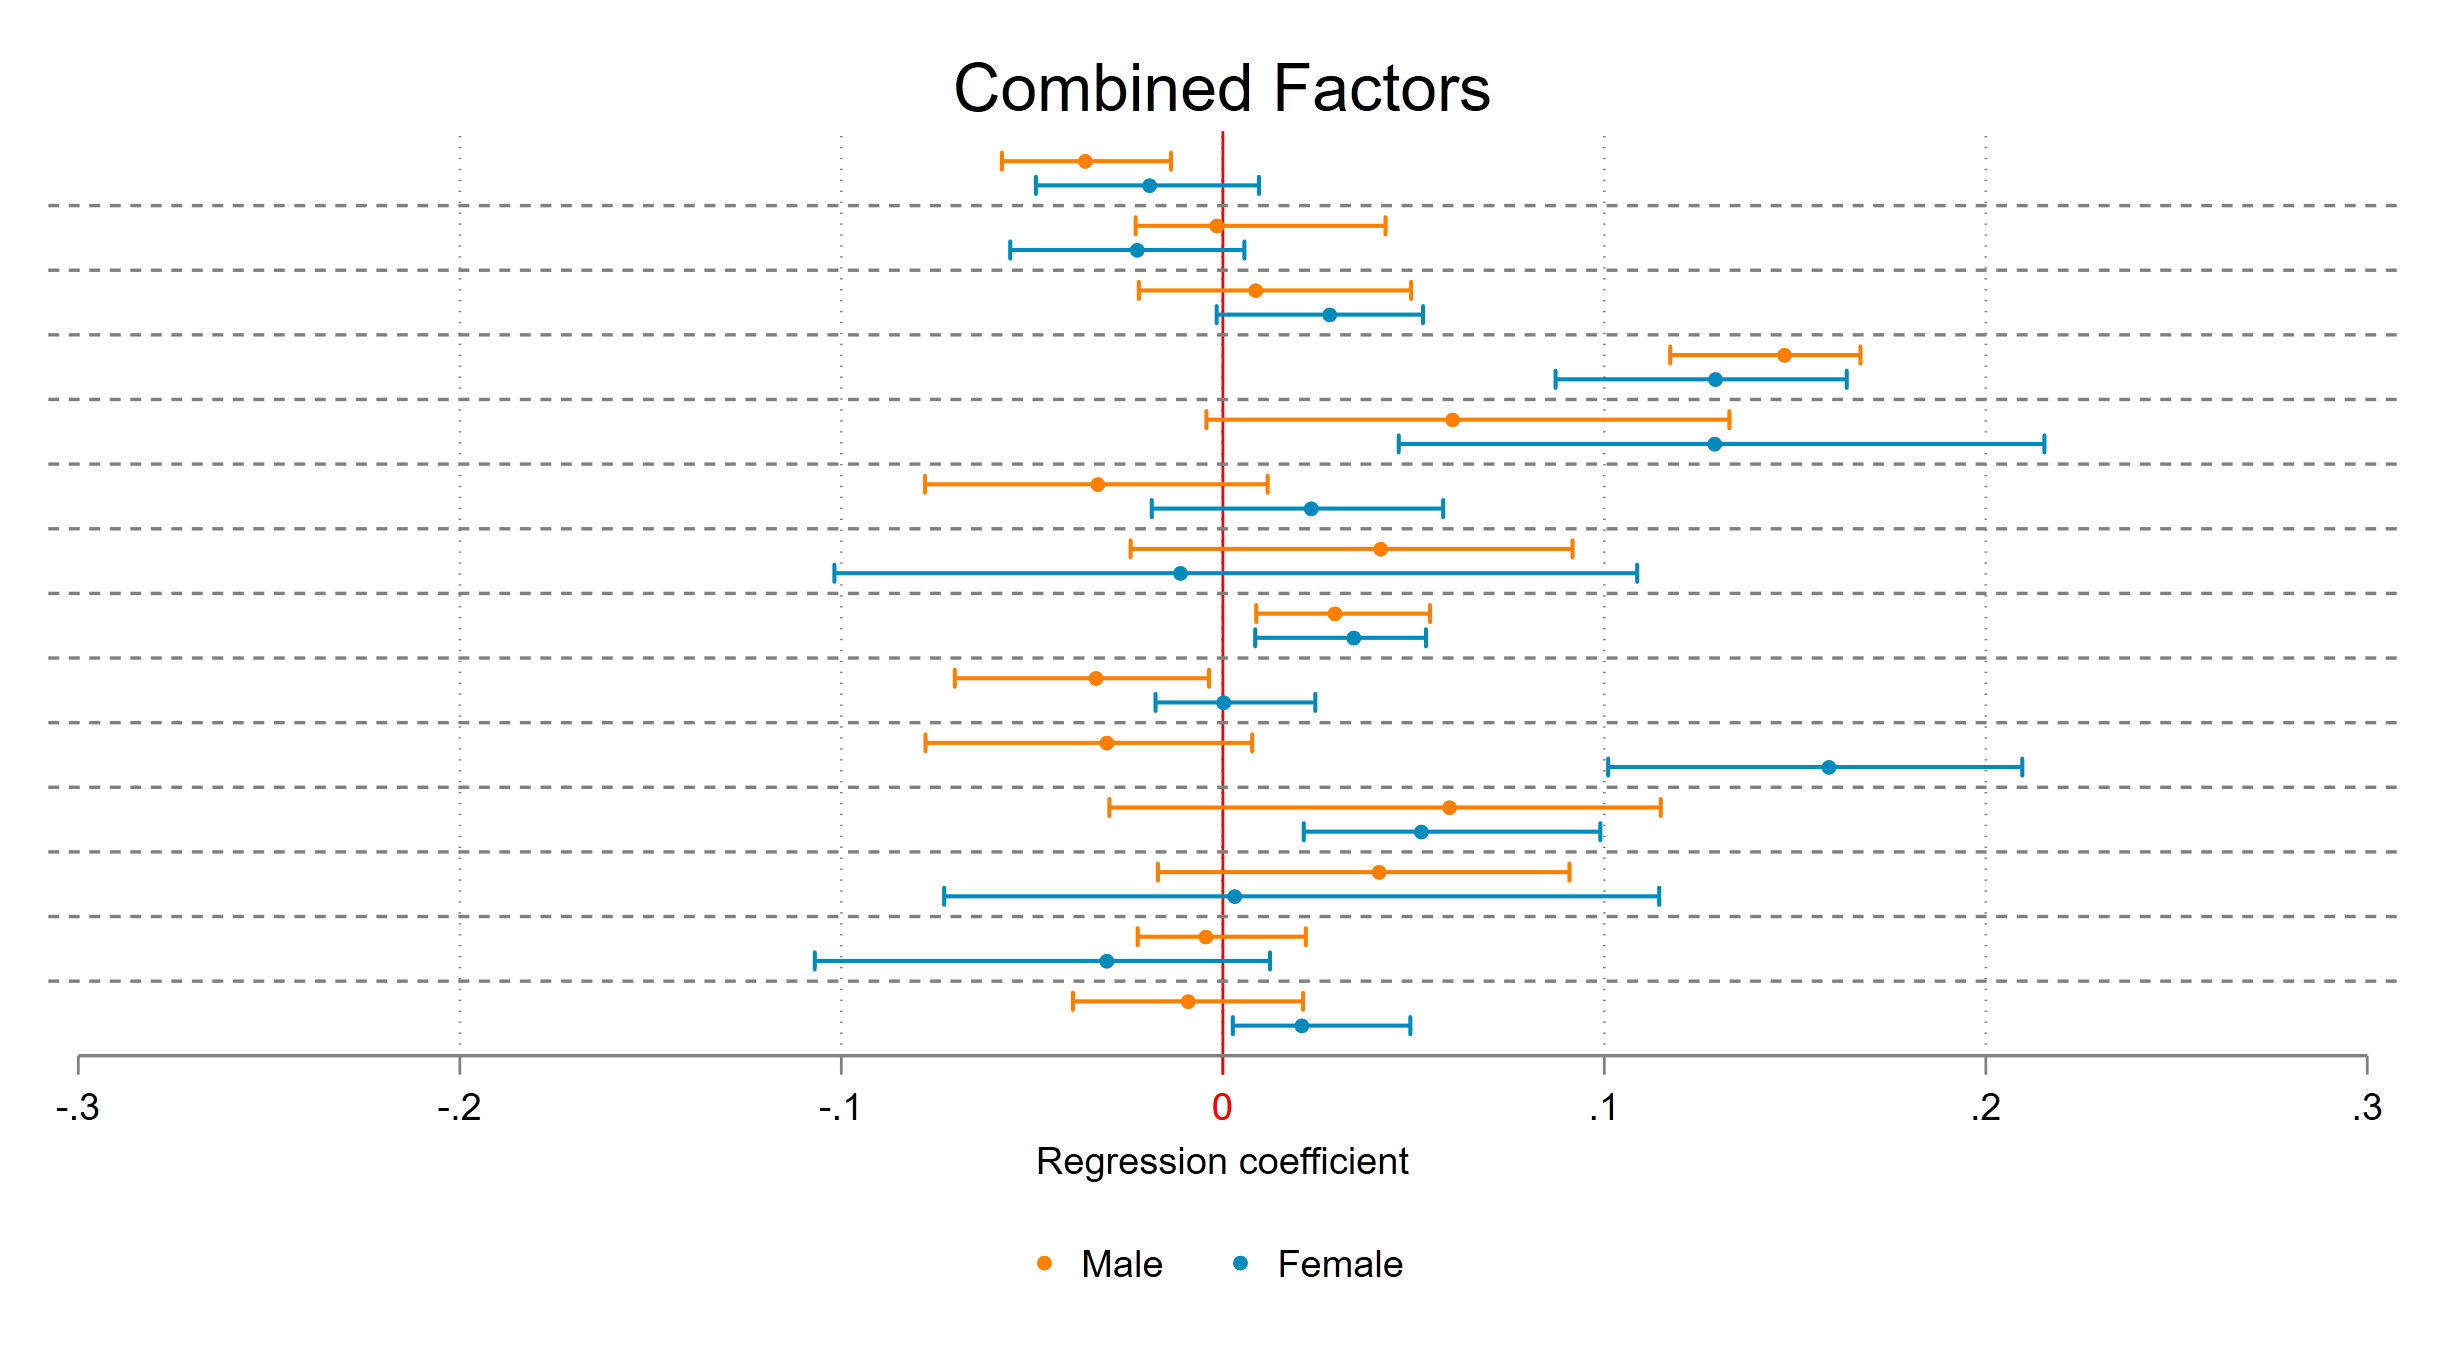 Combined Factors
-.3 -.2 -.1 0 .1 .2 .3
Regression coefficient
Male Female